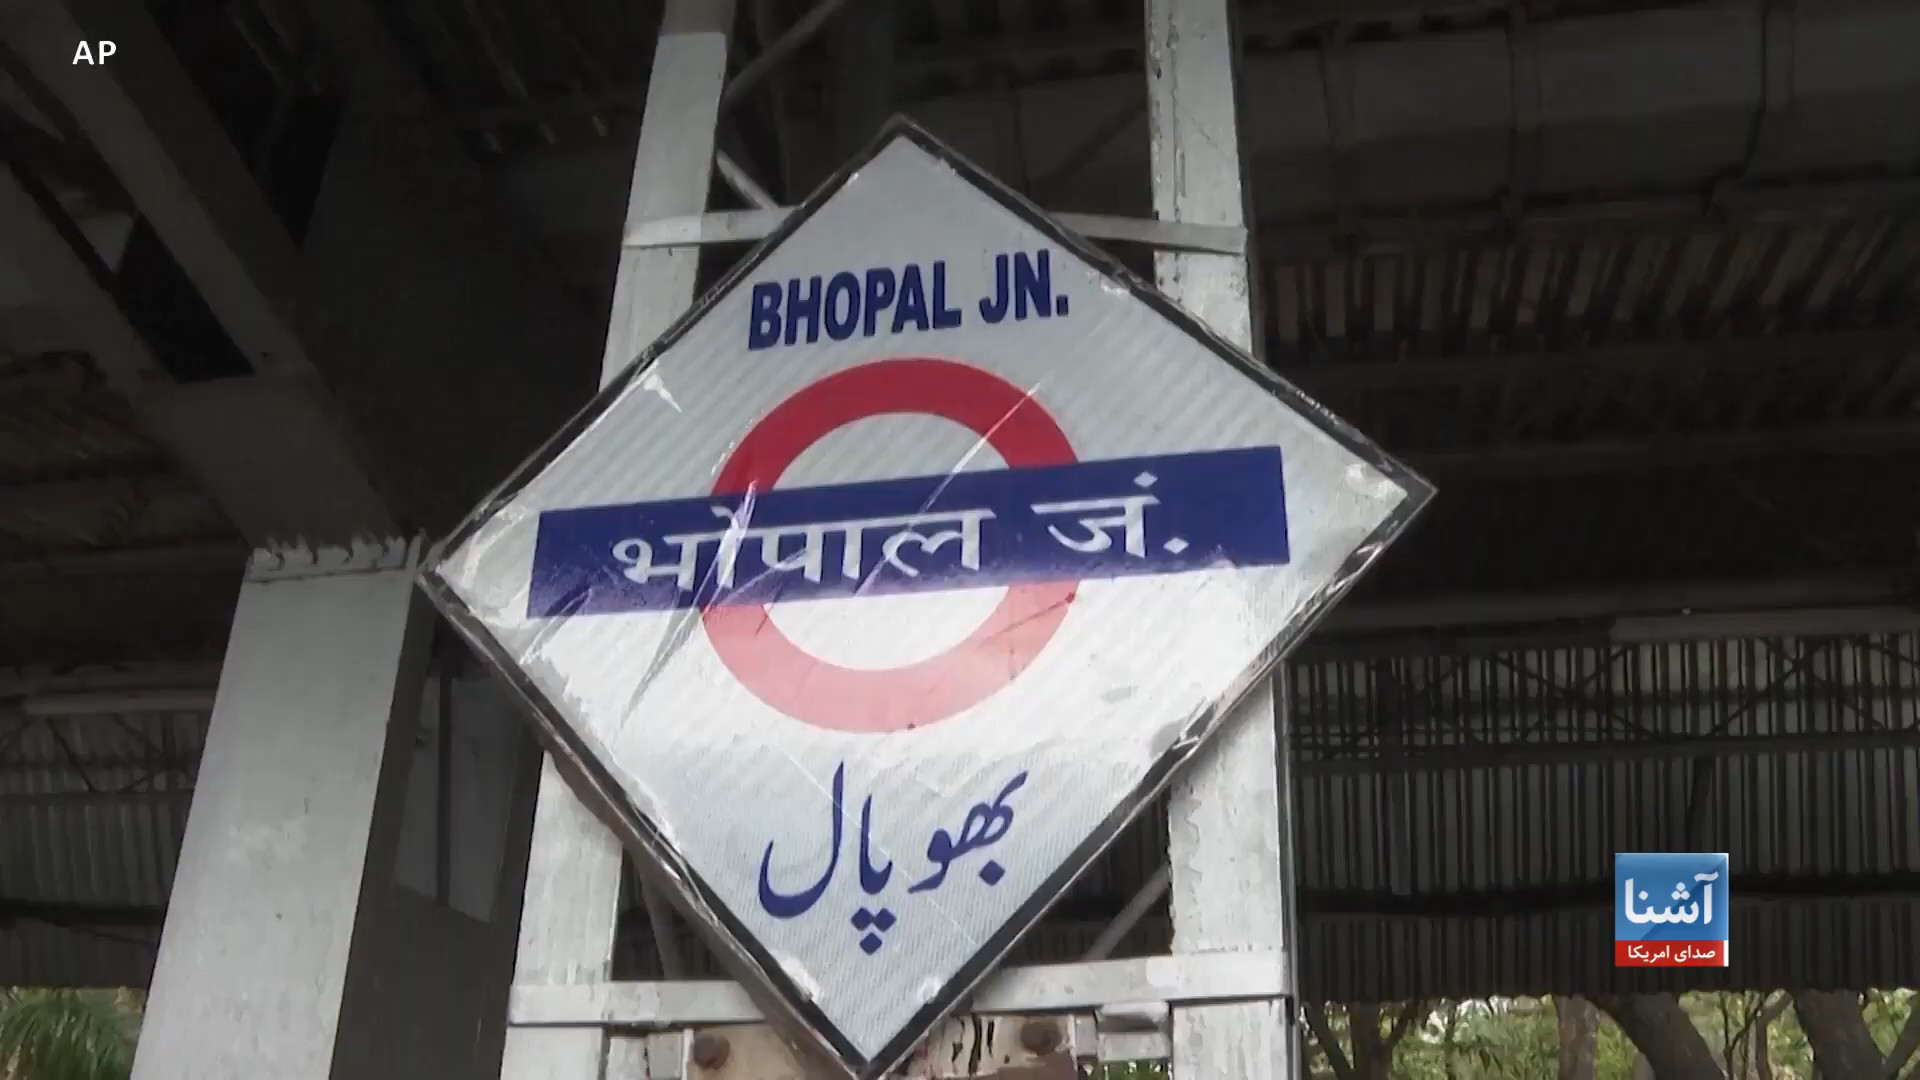 AP
BHOPAL JN.
भोपाल जं.
بھوپال
آشنا
صدای امریکا